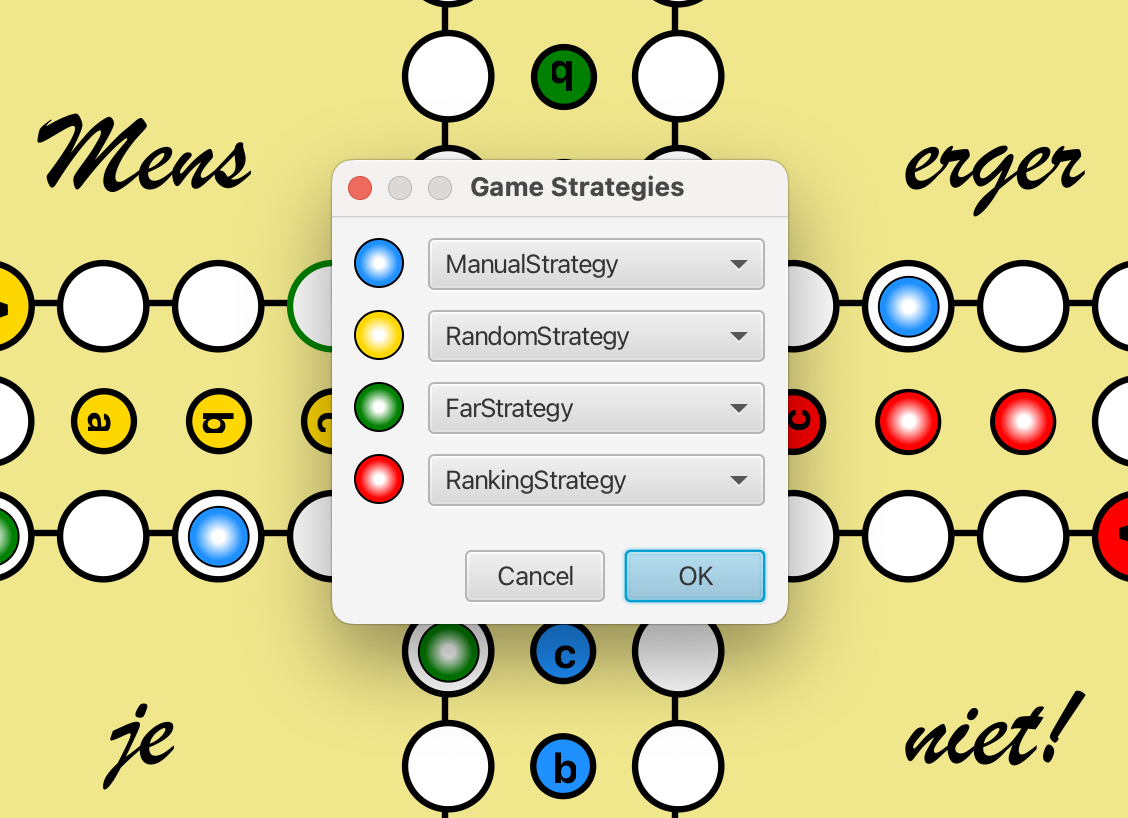 b
Mens
erger
Game Strategies
ManualStrategy
RandomStrategy
FarStrategy
RankingStrategy
a
b
c
c
Cancel
OK
c
je
niet!
b